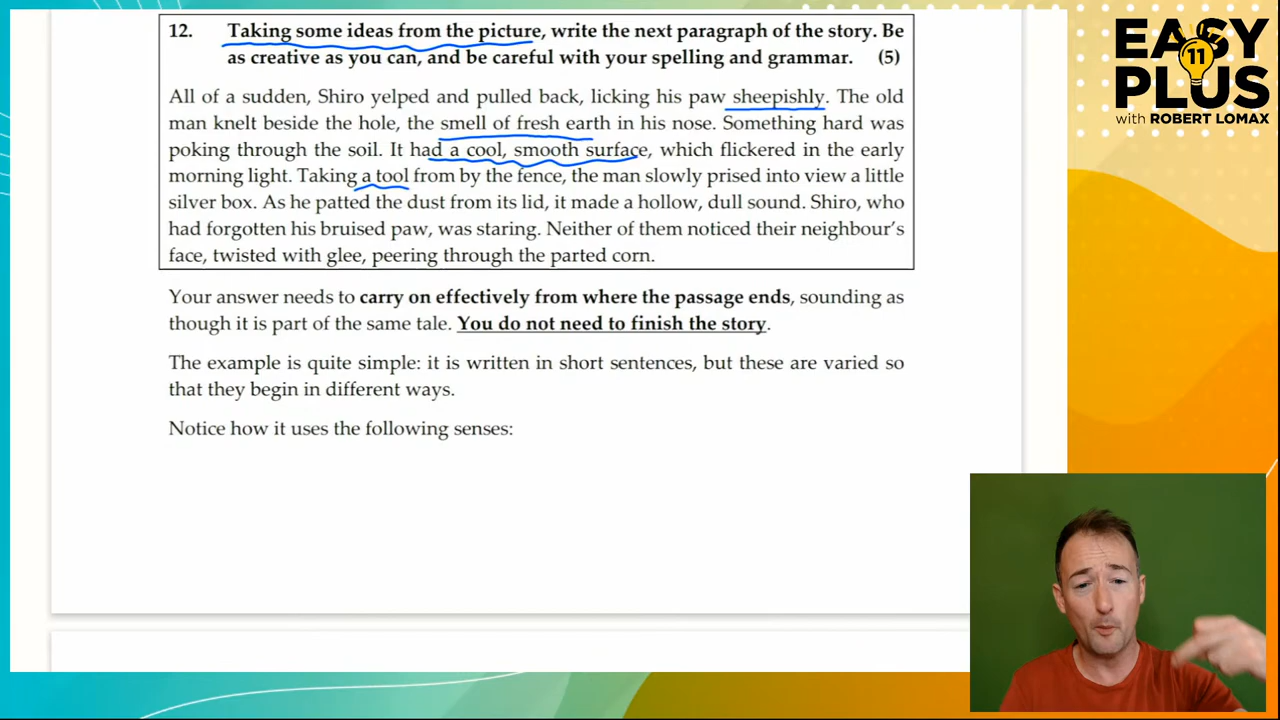 12. Taking some ideas from the picture, write the next paragraph of the story. Be
as creative as you can, and be careful with your spelling and grammar. (5)
All of a sudden, Shiro yelped and pulled back, licking his paw sheepishly. The old
man knelt beside the hole, the smell of fresh earth in his nose. Something hard was
poking through the soil. It had a cool, smooth surface, which flickered in the early
morning light. Taking a tool from by the fence, the man slowly prised into view a little
silver box. As he patted the dust from its lid, it made a hollow, dull sound. Shiro, who
had forgotten his bruised paw, was staring. Neither of them noticed their neighbour's
face, twisted with glee, peering through the parted corn.
Your answer needs to carry on effectively from where the passage ends, sounding as
though it is part of the same tale. You do not need to finish the story.
The example is quite simple: it is written in short sentences, but these are varied so
that they begin in different ways.
Notice how it uses the following senses:
EASY
11
PLUS
with ROBERT LOMAX